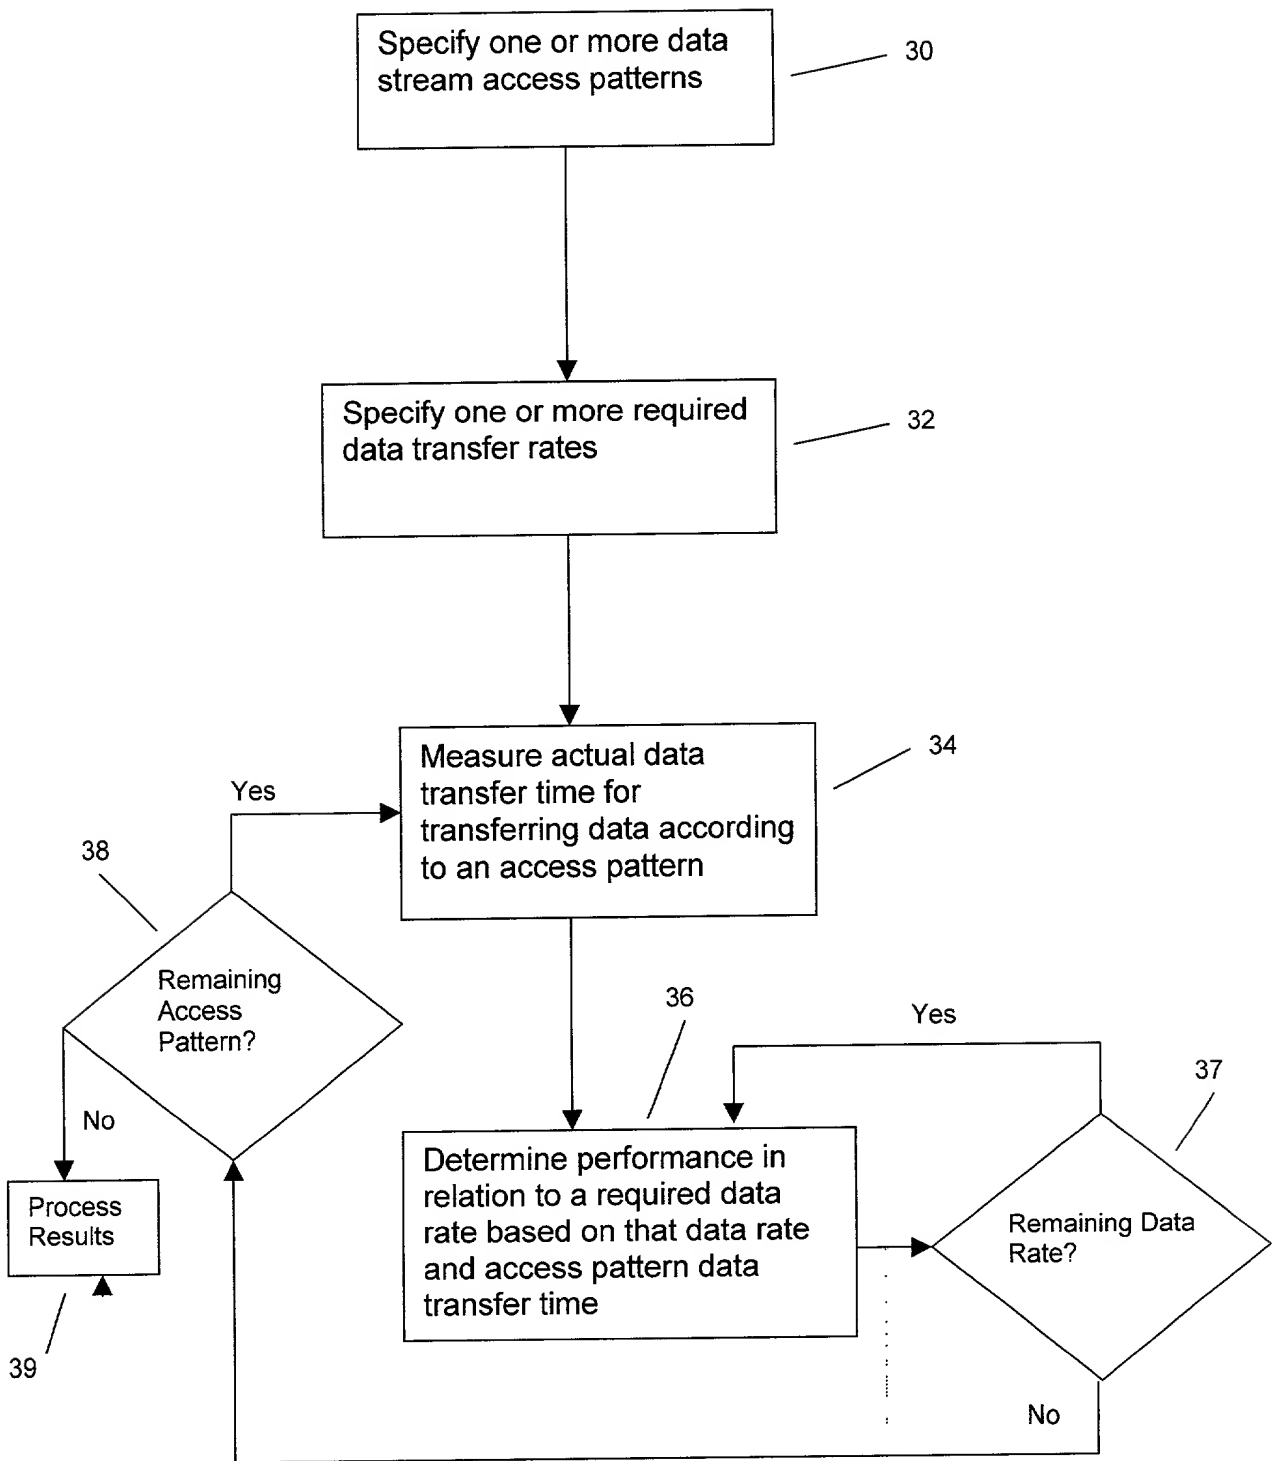 Specify one or more data
stream access patterns
30
Specify one or more required
data transfer rates
32
Measure actual data
transfer time for
transferring data according
to an access pattern
34
Yes
38
Remaining
Access
Pattern?
No
Process
Results
39
36
Determine performance in
relation to a required data
rate based on that data rate
and access pattern data
transfer time
Yes
37
Remaining Data
Rate?
No